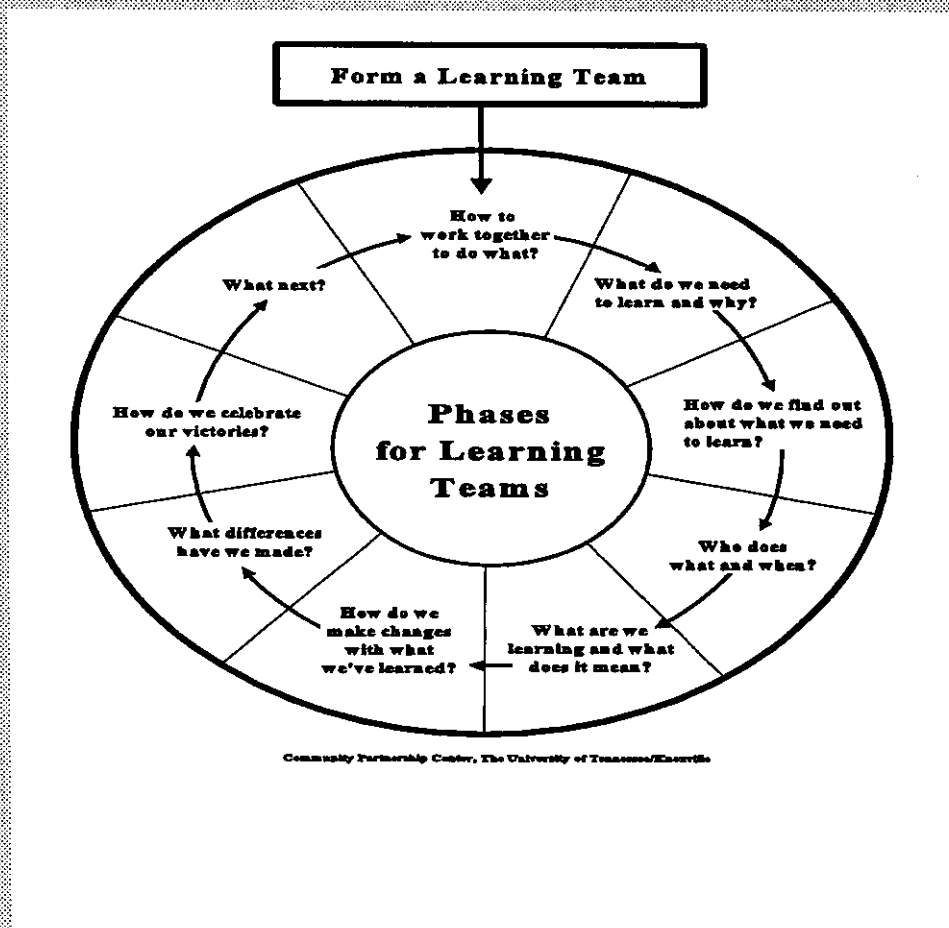 Form a Learning Team
How to
work together
to do what?
What do we need
to learn and why?
How do we find out
about what we need
to learn?
Who does
what and when?
What are we
learning and what
does it mean?
How do we
make changes
with what
we've learned?
What differences
have we made?
How do we celebrate
our victories?
What next?
Phases
for Learning
Teams
Community Partnership Center, The University of Tennessee/Knoxville